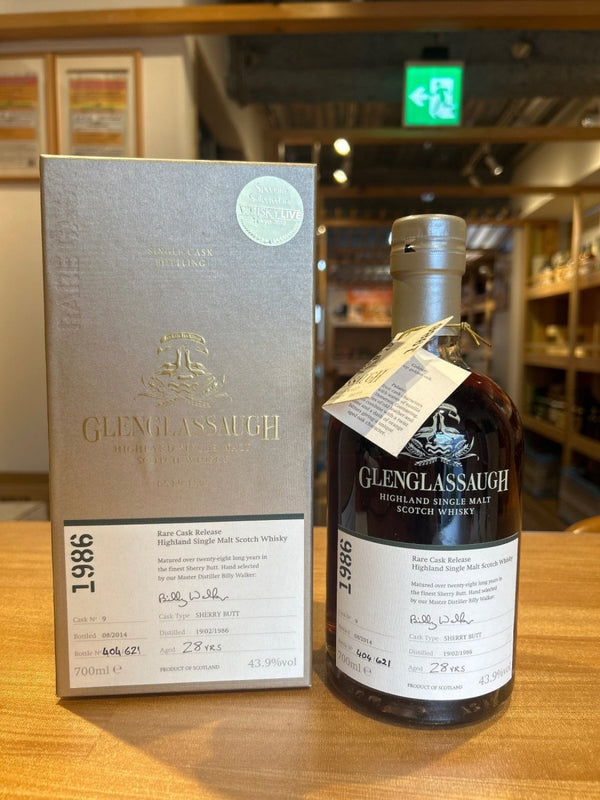 RARE CASK
WHISKY LIVE
SINGLE CASK
BOTTLING
GLENGLASSAUGH
HIGHLAND SINGLE MALT
SCOTCH WHISKY
1986
Rare Cask Release
Highland Single Malt Scotch Whisky
Matured over twenty-eight long years in
the finest Sherry Butt. Hand selected
by our Master Distiller Billy Walker:
Billy Walker
Cask Nº 9
Cask Type SHERRY BUTT
Bottled 08/2014
Distilled 19/02/1986
Bottle Nº 404/621
Aged 28 YRS
700ml e
PRODUCT OF SCOTLAND
43.9%vol
1986
GLENGLASSAUGH
HIGHLAND SINGLE MALT
SCOTCH WHISKY
1986
Rare Cask Release
Highland Single Malt Scotch Whisky
Matured over twenty-eight long years in
the finest Sherry Butt. Hand selected
by our Master Distiller Billy Walker:
Billy Walker
Cask Nº 9
Cask Type SHERRY BUTT
08/2014
Distilled 19/02/1986
404/621
Aged 28 YRS
700ml e
PRODUCT OF SCOTLAND
43.9%vol